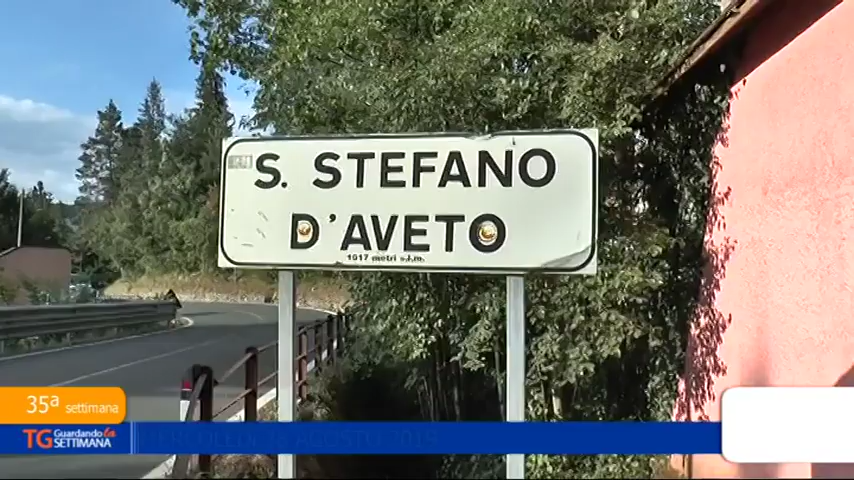 S. STEFANO
D'AVETO
1017 metri s.l.m.
35ª settimana
TG Guardando la SETTIMANA